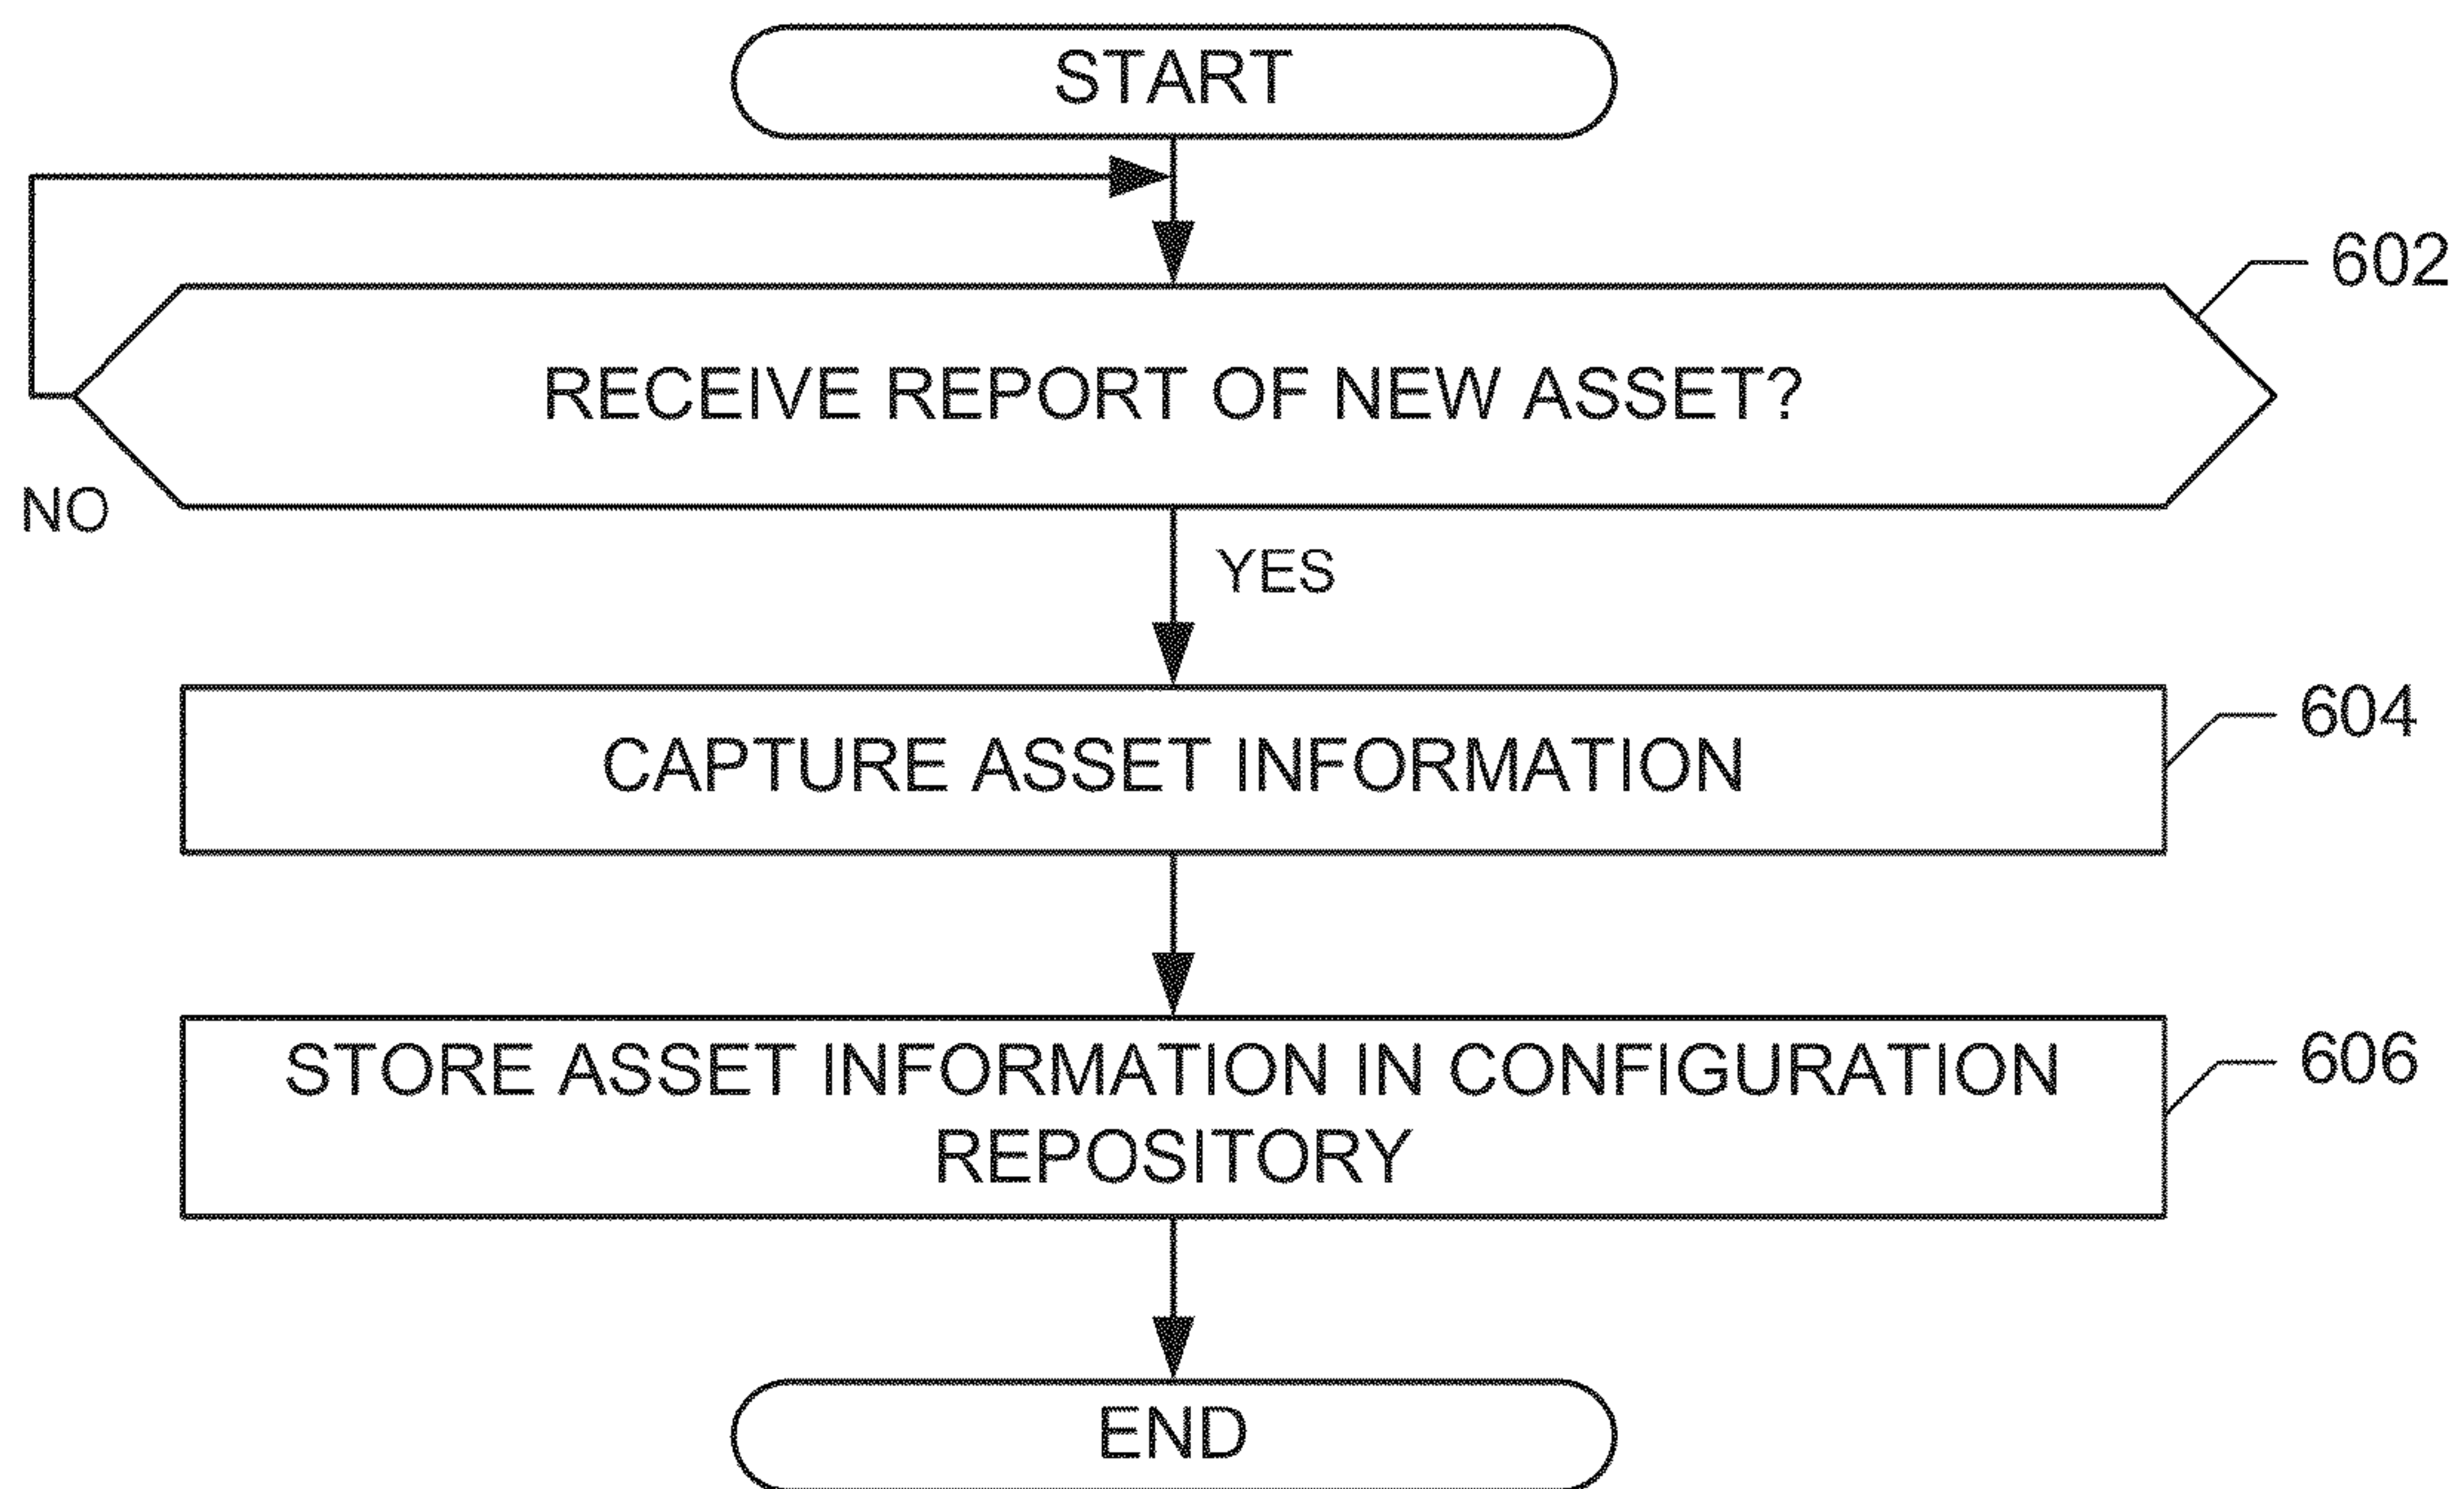 START
602
RECEIVE REPORT OF NEW ASSET?
NO
YES
604
CAPTURE ASSET INFORMATION
606
STORE ASSET INFORMATION IN CONFIGURATION
REPOSITORY
END